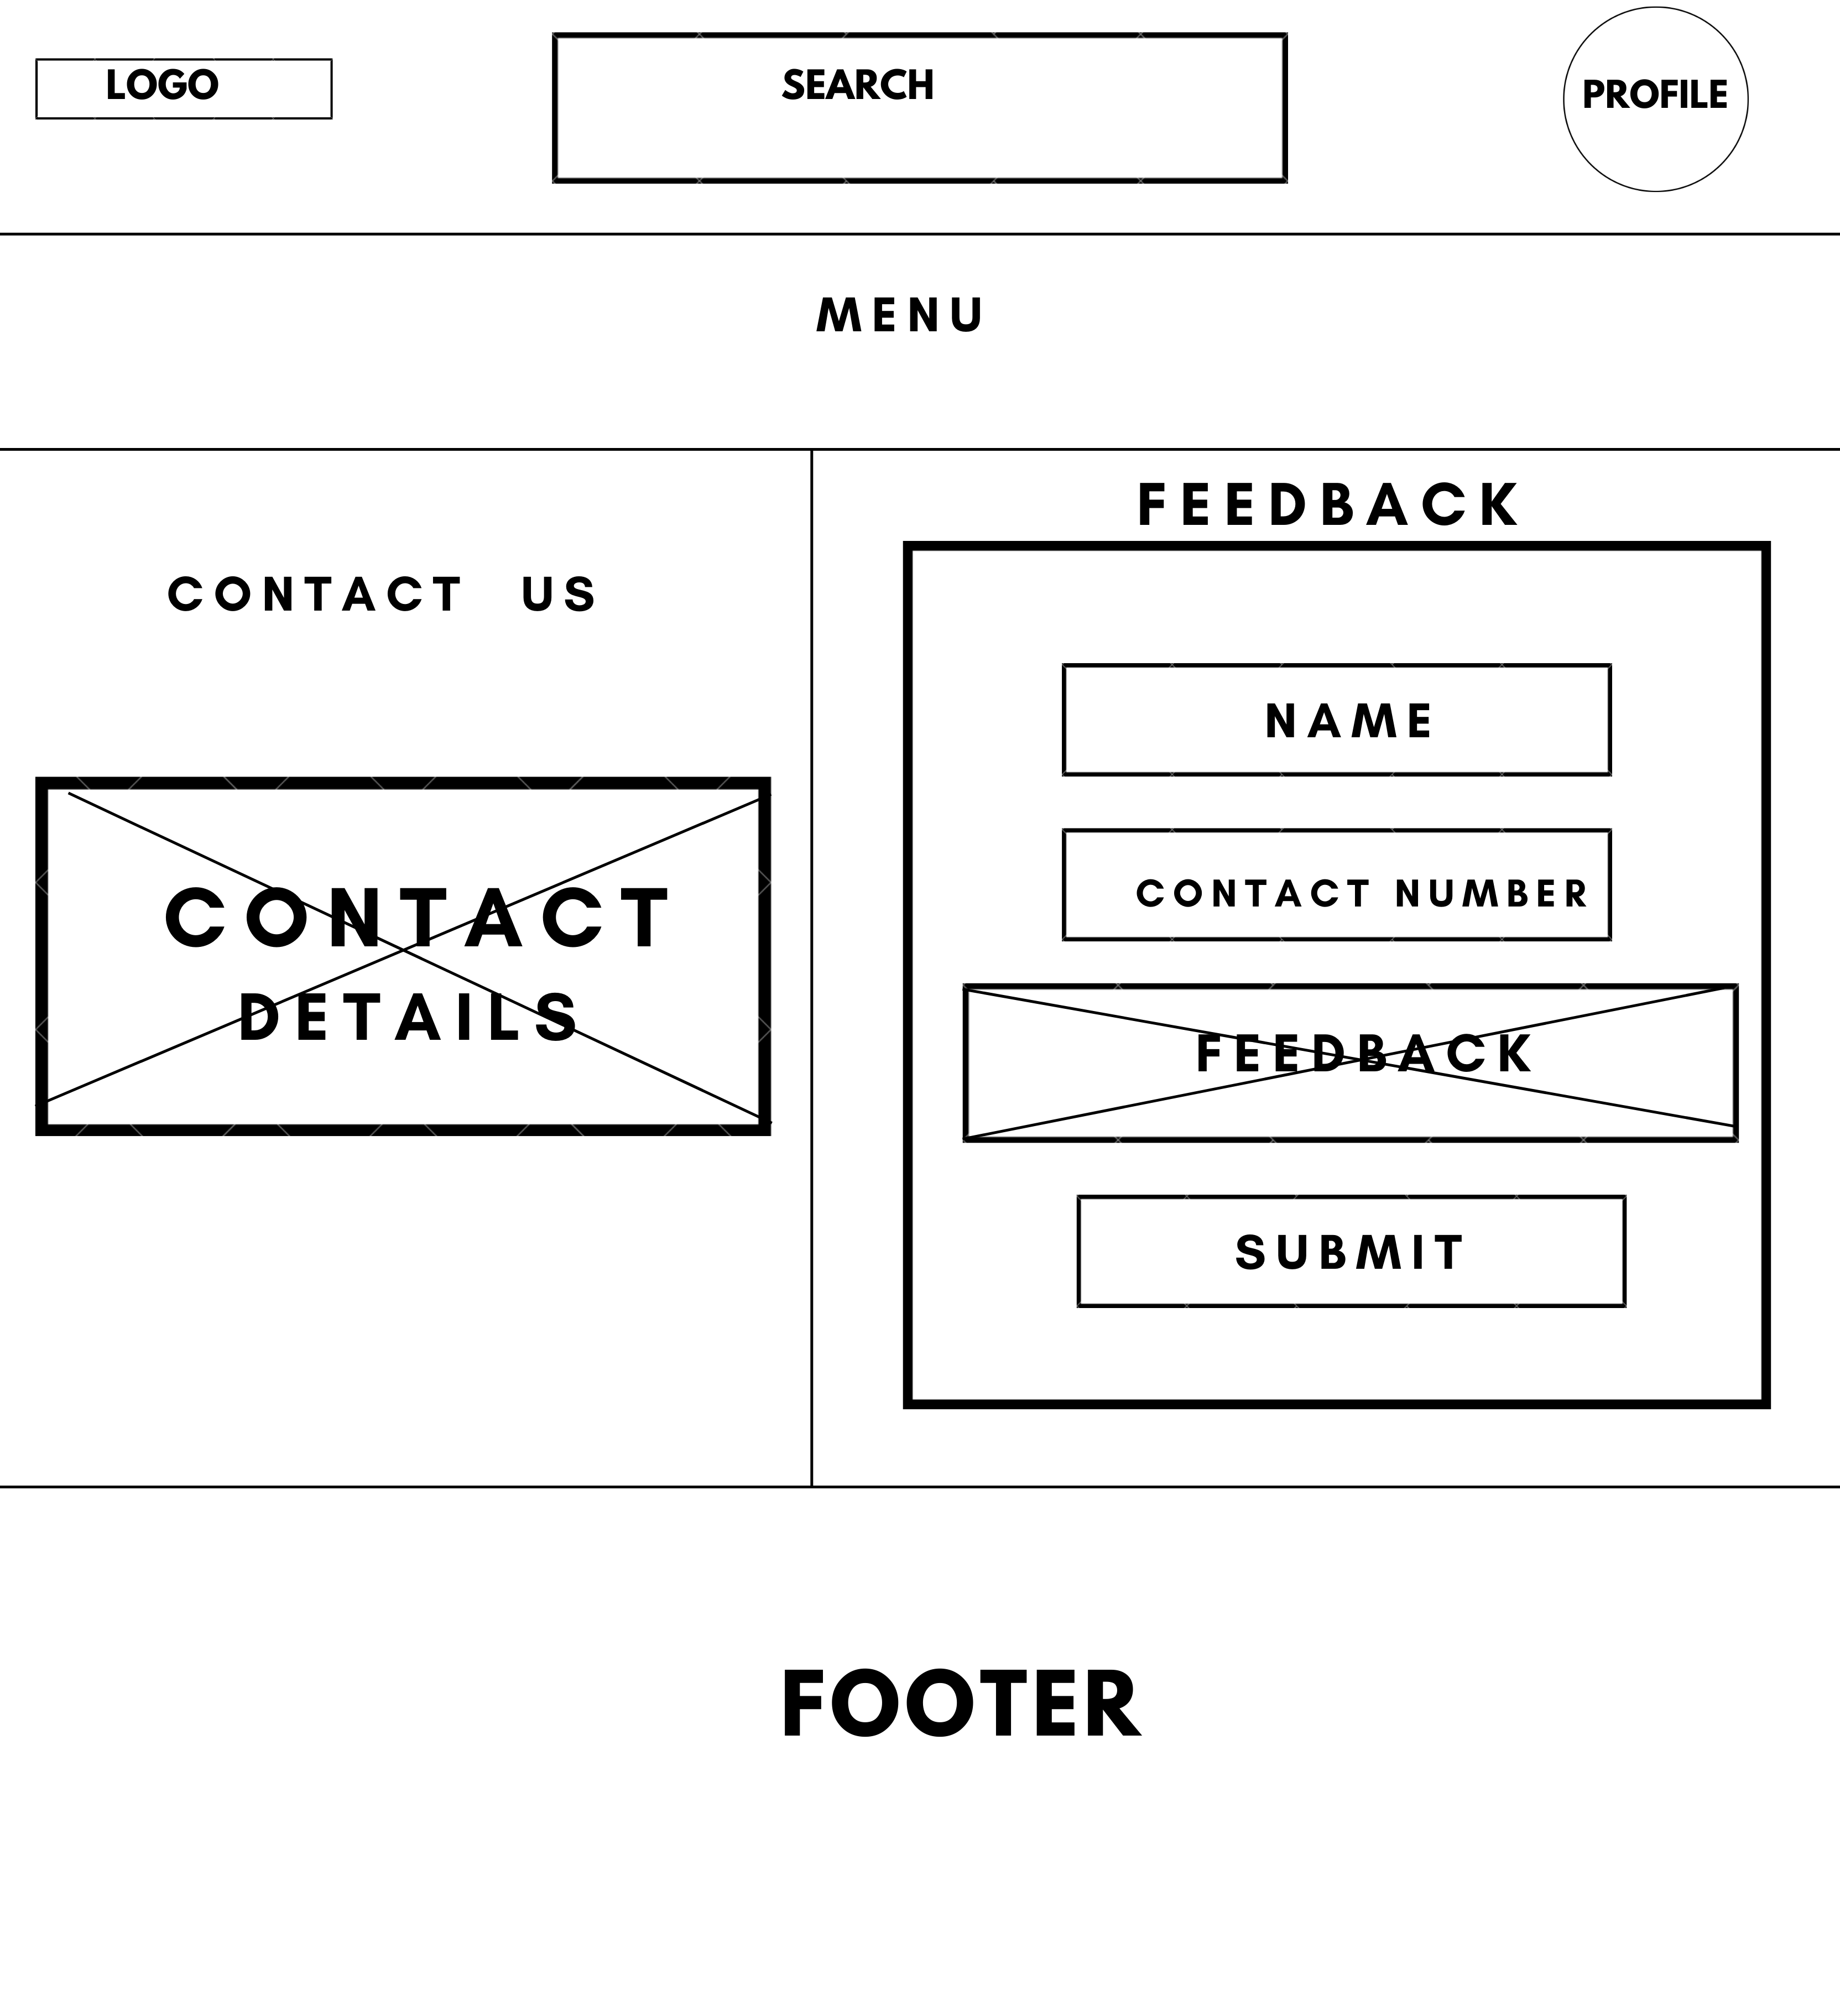 LOGO
SEARCH
PROFILE
MENU
CONTACT US
CONTACT
DETAILS
FEEDBACK
NAME
CONTACT NUMBER
FEEDBACK
SUBMIT
FOOTER